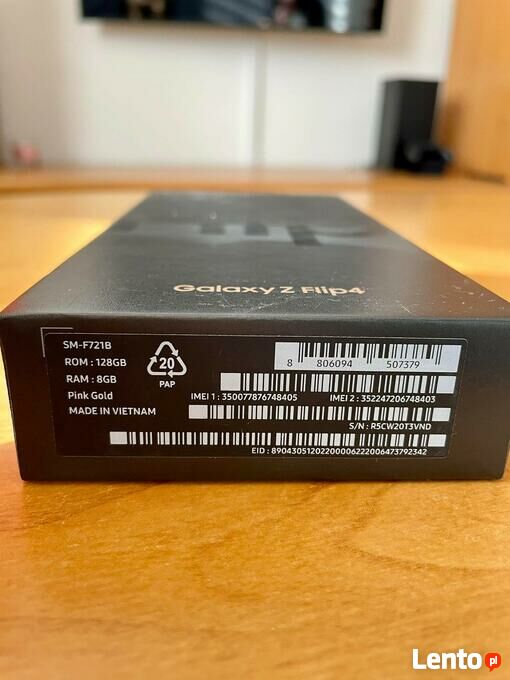 Galaxy Z Flip4
SM-F721B
ROM : 128GB
RAM : 8GB
Pink Gold
MADE IN VIETNAM
20
PAP
8 806094 507379
IMEI 1 : 350077876748405 IMEI 2 : 352247206748403
S/N : R5CW20T3VND
EID : 89043051202200006222006473792342
Lento pl